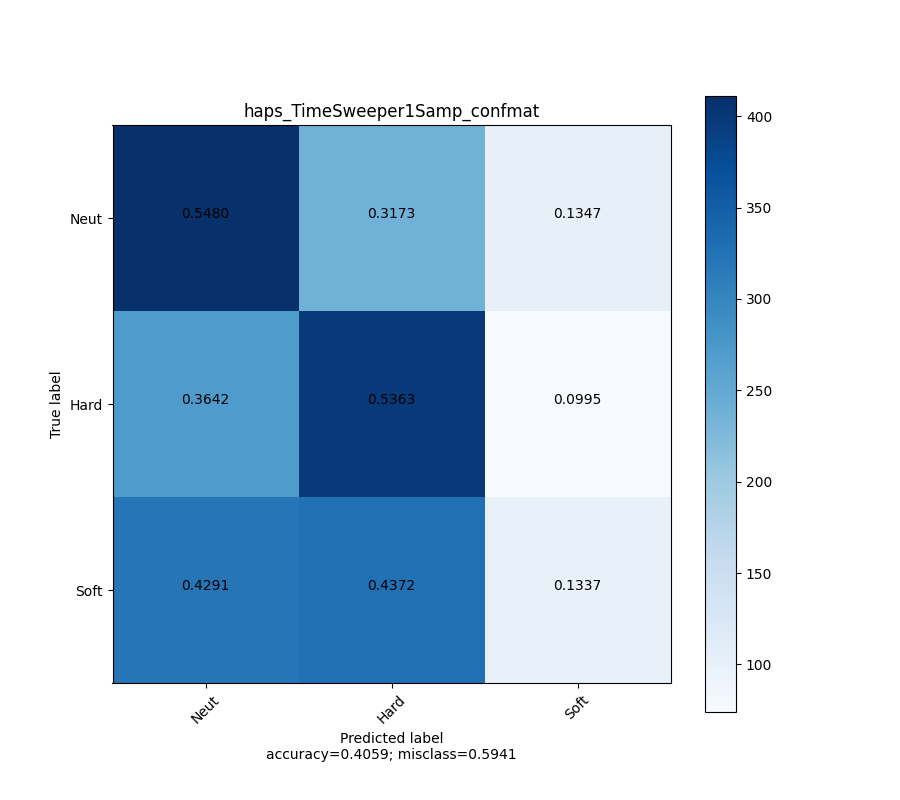 haps_TimeSweeper1Samp_confmat
Neut
0.5480
0.3173
0.1347
Hard
0.3642
0.5363
0.0995
Soft
0.4291
0.4372
0.1337
True label
Neut
Hard
Soft
Predicted label
accuracy=0.4059; misclass=0.5941
400
350
300
250
200
150
100